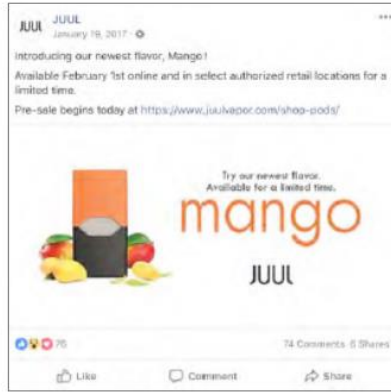 JUUL
JUUL
January 19, 2017 ·
Introducing our newest flavor, Mango!
Available February 1st online and in select authorized retail locations for a
limited time.
Pre-sale begins today at https://www.juulvapor.com/shop-pods/
Try our newest flavor.
Available for a limited time.
mango
JUUL
76
74 Comments 6 Shares
Like
Comment
Share